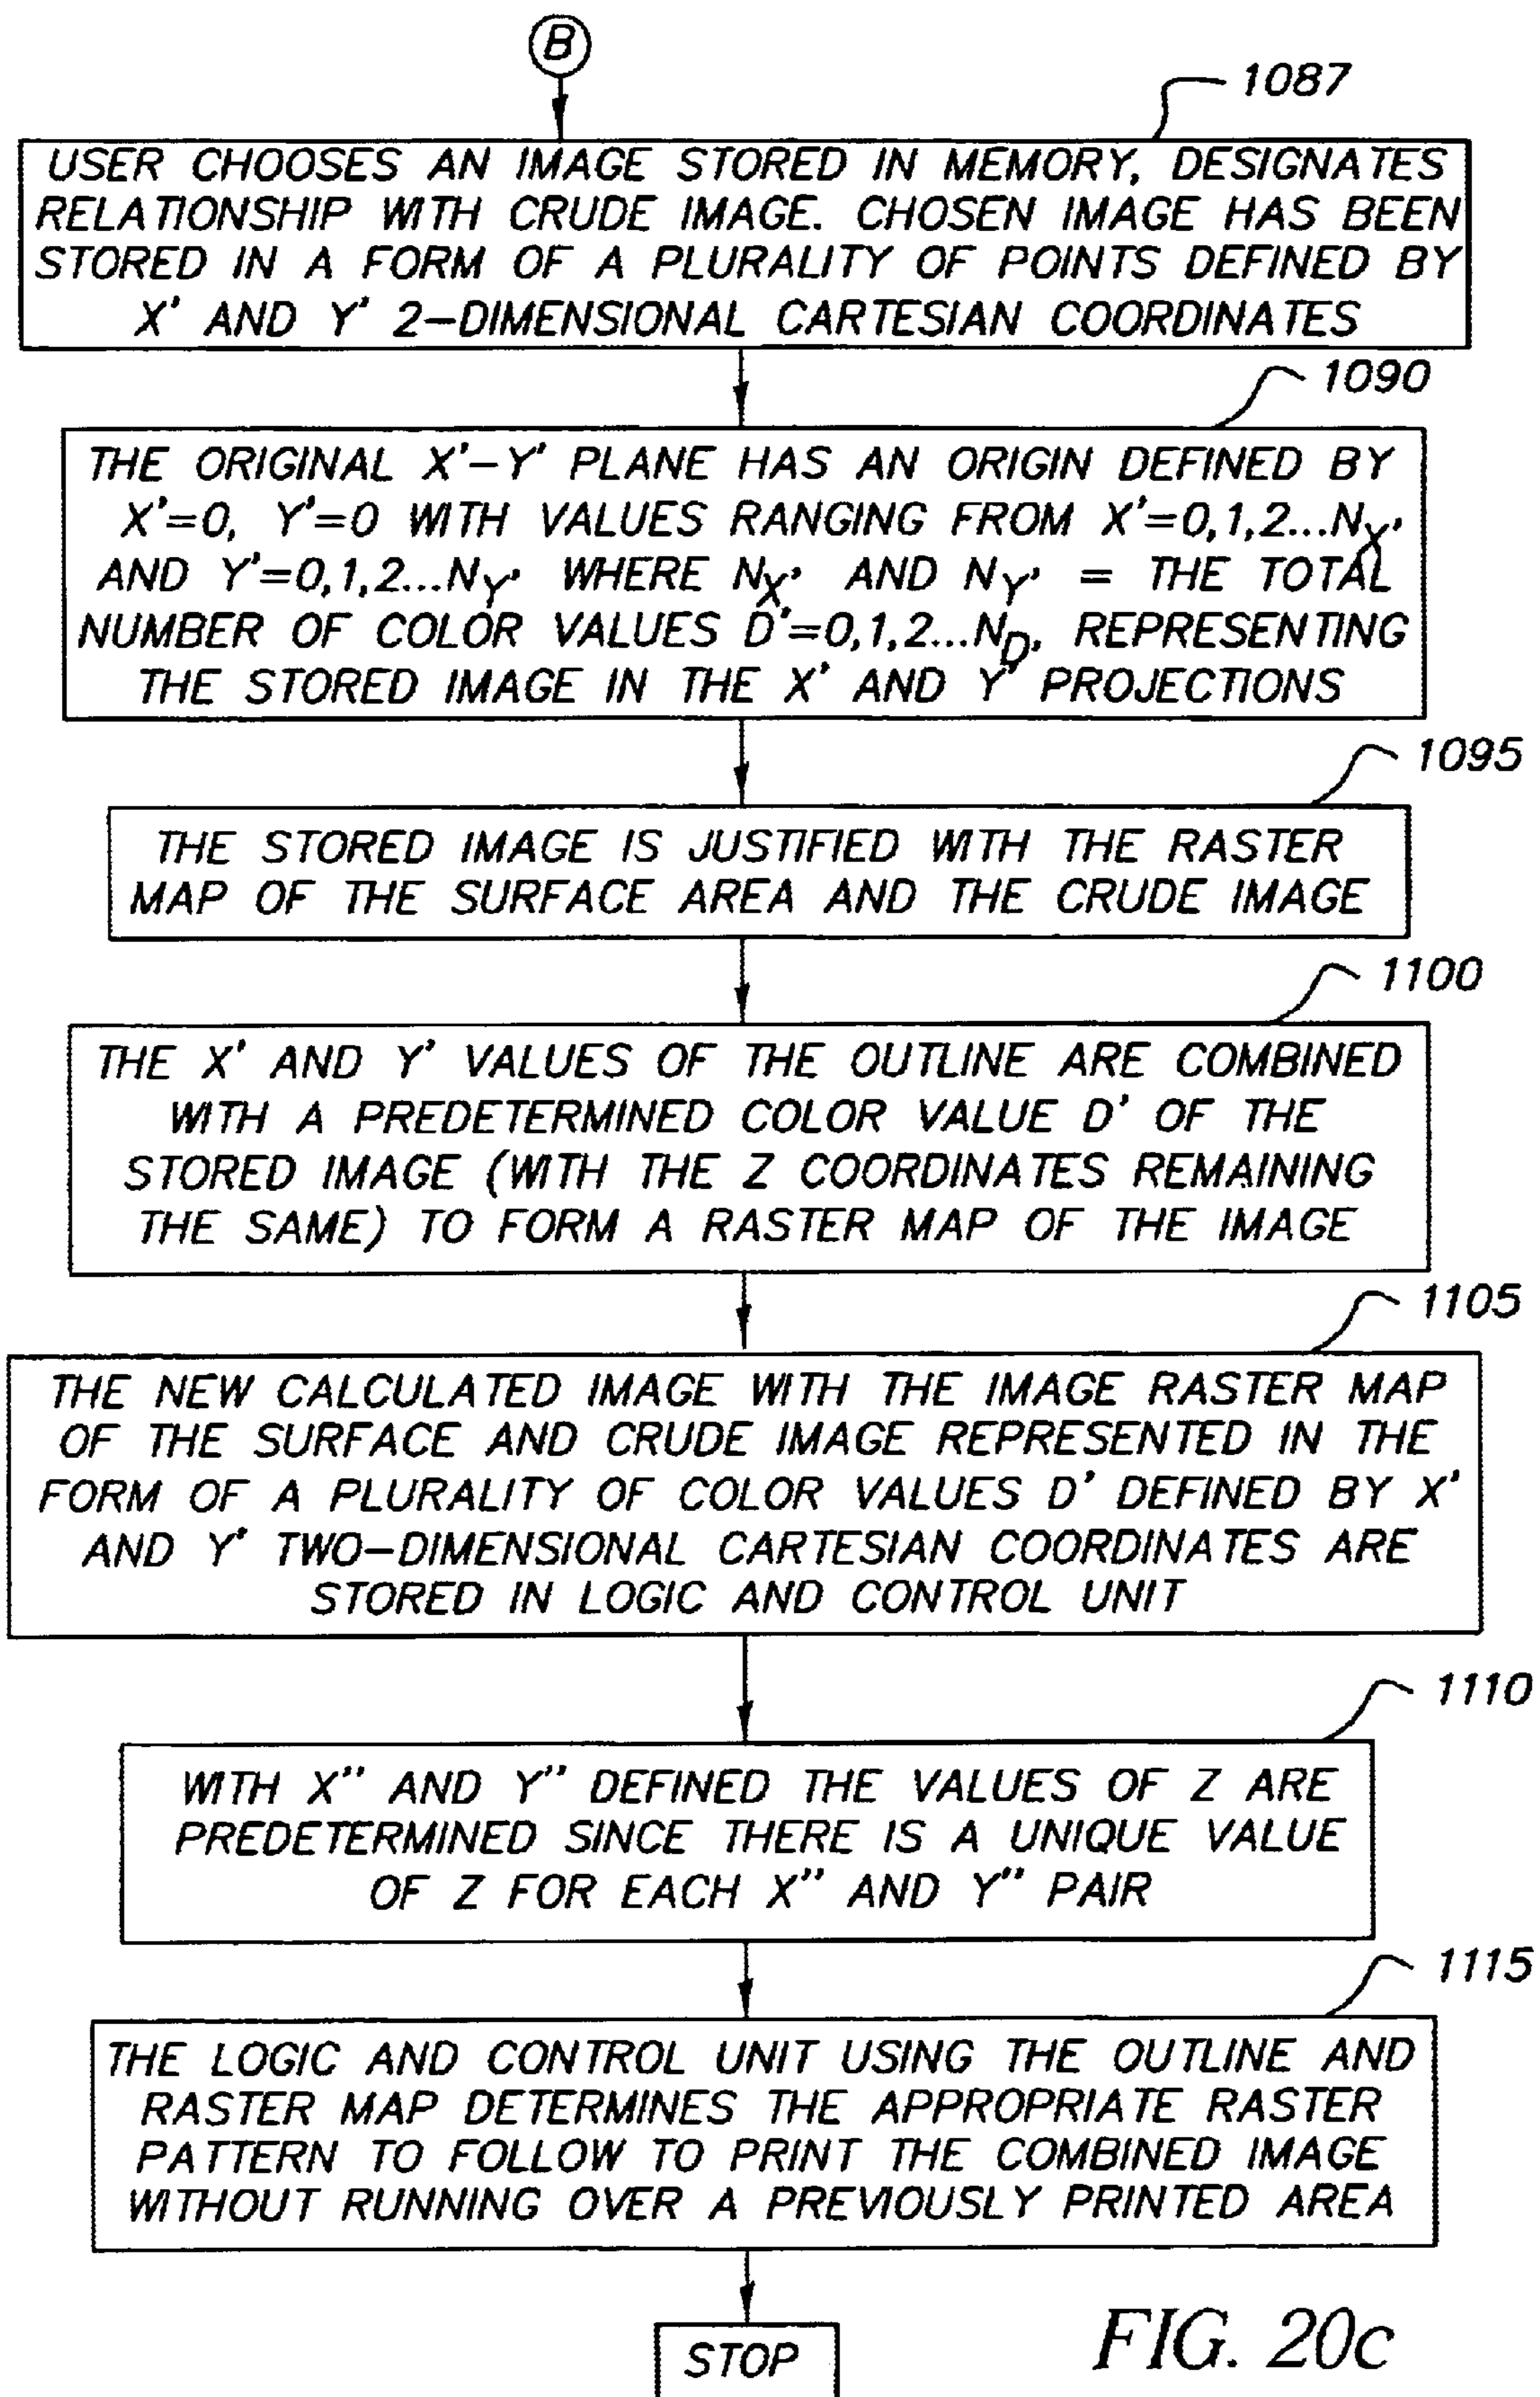 B
1087
USER CHOOSES AN IMAGE STORED IN MEMORY, DESIGNATES
RELATIONSHIP WITH CRUDE IMAGE. CHOSEN IMAGE HAS BEEN
STORED IN A FORM OF A PLURALITY OF POINTS DEFINED BY
X' AND Y' 2-DIMENSIONAL CARTESIAN COORDINATES
1090
THE ORIGINAL X'-Y' PLANE HAS AN ORIGIN DEFINED BY
X'=0, Y'=0 WITH VALUES RANGING FROM X'=0,1,2...NX'
AND Y'=0,1,2...NY' WHERE NX' AND NY' = THE TOTAL
NUMBER OF COLOR VALUES D'=0,1,2...ND' REPRESENTING
THE STORED IMAGE IN THE X' AND Y' PROJECTIONS
1095
THE STORED IMAGE IS JUSTIFIED WITH THE RASTER
MAP OF THE SURFACE AREA AND THE CRUDE IMAGE
1100
THE X' AND Y' VALUES OF THE OUTLINE ARE COMBINED
WITH A PREDETERMINED COLOR VALUE D' OF THE
STORED IMAGE (WITH THE Z COORDINATES REMAINING
THE SAME) TO FORM A RASTER MAP OF THE IMAGE
1105
THE NEW CALCULATED IMAGE WITH THE IMAGE RASTER MAP
OF THE SURFACE AND CRUDE IMAGE REPRESENTED IN THE
FORM OF A PLURALITY OF COLOR VALUES D' DEFINED BY X'
AND Y' TWO-DIMENSIONAL CARTESIAN COORDINATES ARE
STORED IN LOGIC AND CONTROL UNIT
1110
WITH X" AND Y" DEFINED THE VALUES OF Z ARE
PREDETERMINED SINCE THERE IS A UNIQUE VALUE
OF Z FOR EACH X" AND Y" PAIR
1115
THE LOGIC AND CONTROL UNIT USING THE OUTLINE AND
RASTER MAP DETERMINES THE APPROPRIATE RASTER
PATTERN TO FOLLOW TO PRINT THE COMBINED IMAGE
WITHOUT RUNNING OVER A PREVIOUSLY PRINTED AREA
STOP
FIG. 20c